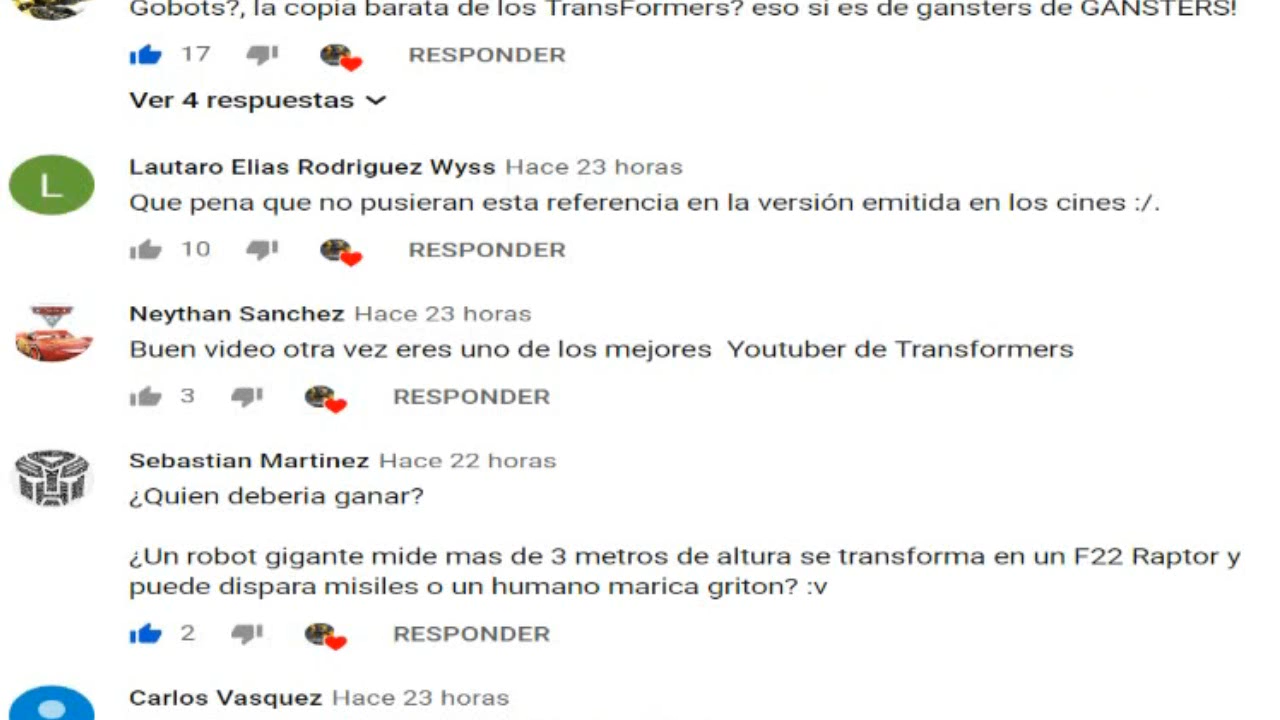 Gobots?, la copia barata de los TransFormers? eso si es de gansters de GANSTERS!
17 RESPONDER
Ver 4 respuestas
L
Lautaro Elias Rodriguez Wyss Hace 23 horas
Que pena que no pusieran esta referencia en la versión emitida en los cines :/.
10 RESPONDER
Neythan Sanchez Hace 23 horas
Buen video otra vez eres uno de los mejores  Youtuber de Transformers
3 RESPONDER
Sebastian Martinez Hace 22 horas
¿Quien deberia ganar?
¿Un robot gigante mide mas de 3 metros de altura se transforma en un F22 Raptor y
puede dispara misiles o un humano marica griton? :v
2 RESPONDER
Carlos Vasquez Hace 23 horas